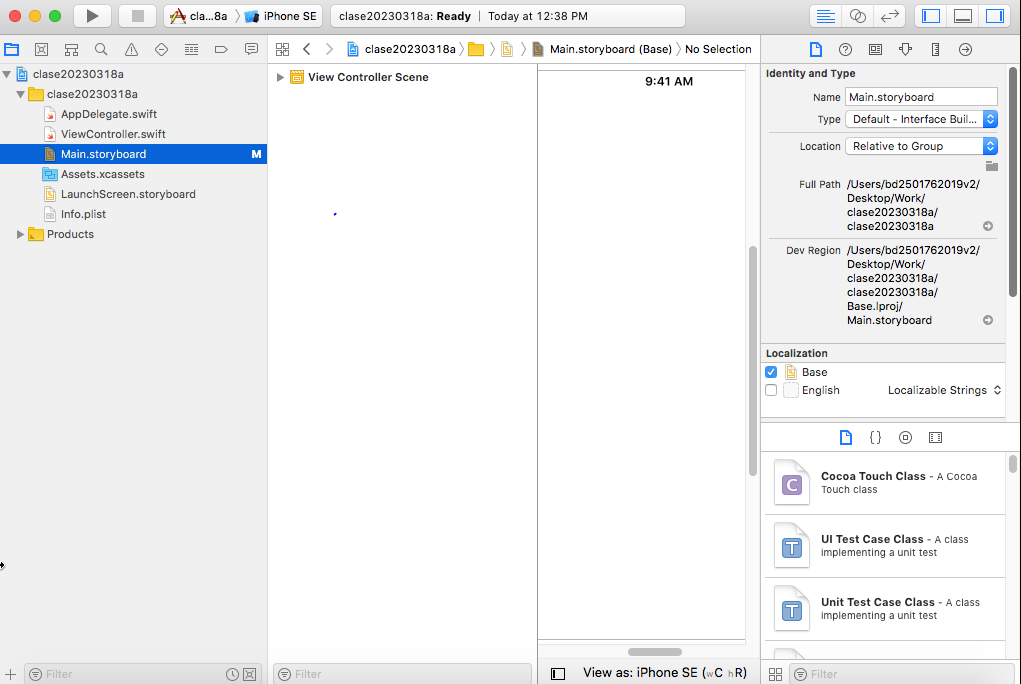 cla...8a
iPhone SE
clase20230318a: Ready
Today at 12:38 PM
clase20230318a
Main.storyboard (Base)
No Selection
clase20230318a
clase20230318a
AppDelegate.swift
ViewController.swift
Main.storyboard
M
Assets.xcassets
LaunchScreen.storyboard
Info.plist
Products
Filter
View Controller Scene
Filter
9:41 AM
View as: iPhone SE (wC hR)
Identity and Type
Name
Main.storyboard
Type
Default - Interface Buil...
Location
Relative to Group
Full Path
/Users/bd2501762019v2/
Desktop/Work/
clase20230318a/
clase20230318a
Dev Region
/Users/bd2501762019v2/
Desktop/Work/
clase20230318a/
clase20230318a/
Base.lproj/
Main.storyboard
Localization
Base
English
Localizable Strings
{}
C
Cocoa Touch Class - A Cocoa
Touch class
T
UI Test Case Class - A class
implementing a unit test
T
Unit Test Case Class - A class
implementing a unit test
Filter